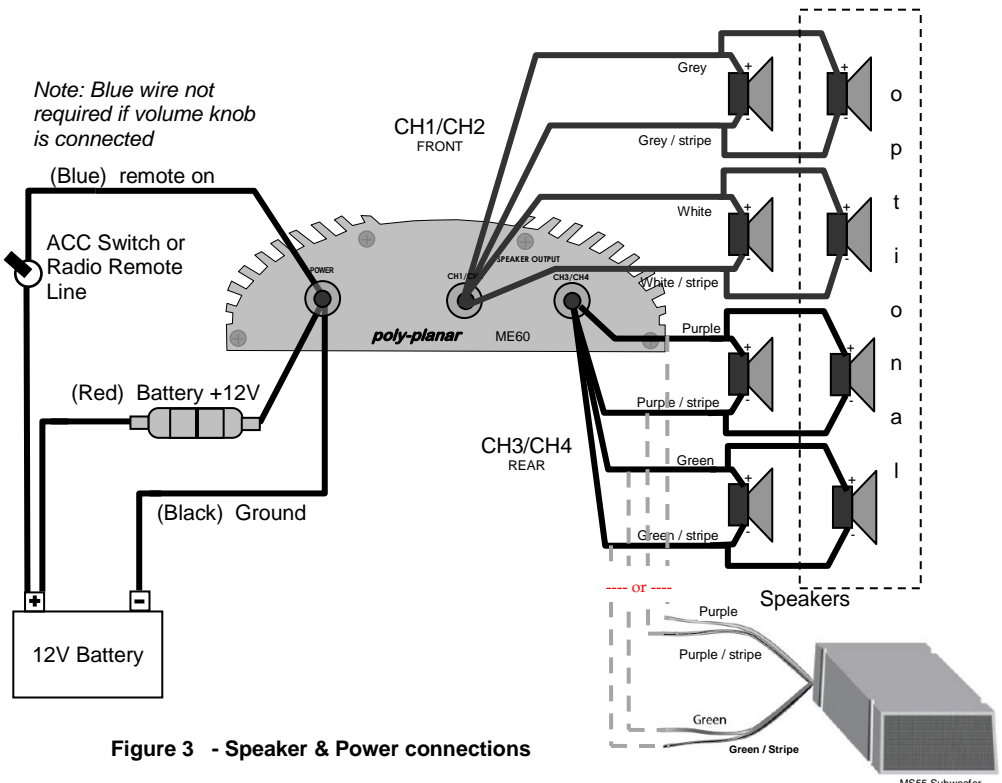 Note: Blue wire not
required if volume knob
is connected
(Blue) remote on
ACC Switch or
Radio Remote
Line
(Red) Battery +12V
(Black) Ground
+
-
12V Battery
CH1/CH2
FRONT
POWER
SPEAKER OUTPUT
CH1/CH
CH3/CH4
poly-planar ME60
CH3/CH4
REAR
Grey
+
-
+
-
Grey / stripe
White
+
-
+
-
White / stripe
Purple
+
-
+
-
Purple / stripe
Green
+
-
+
-
Green / stripe
o
p
t
i
o
n
a
l
Speakers
---- or ----
Purple
Purple / stripe
Green
Green / Stripe
MS55 Subwoofer
Figure 3 - Speaker & Power connections